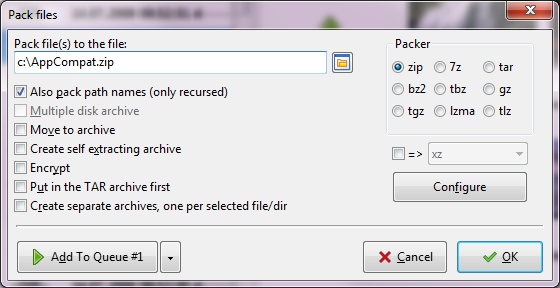 Pack files
Pack file(s) to the file:
c:\AppCompat.zip
Also pack path names (only recursed)
Multiple disk archive
Move to archive
Create self extracting archive
Encrypt
Put in the TAR archive first
Create separate archives, one per selected file/dir
Packer
zip 7z tar
bz2 tbz gz
tgz lzma tlz
=> xz
Configure
Add To Queue #1
Cancel
OK